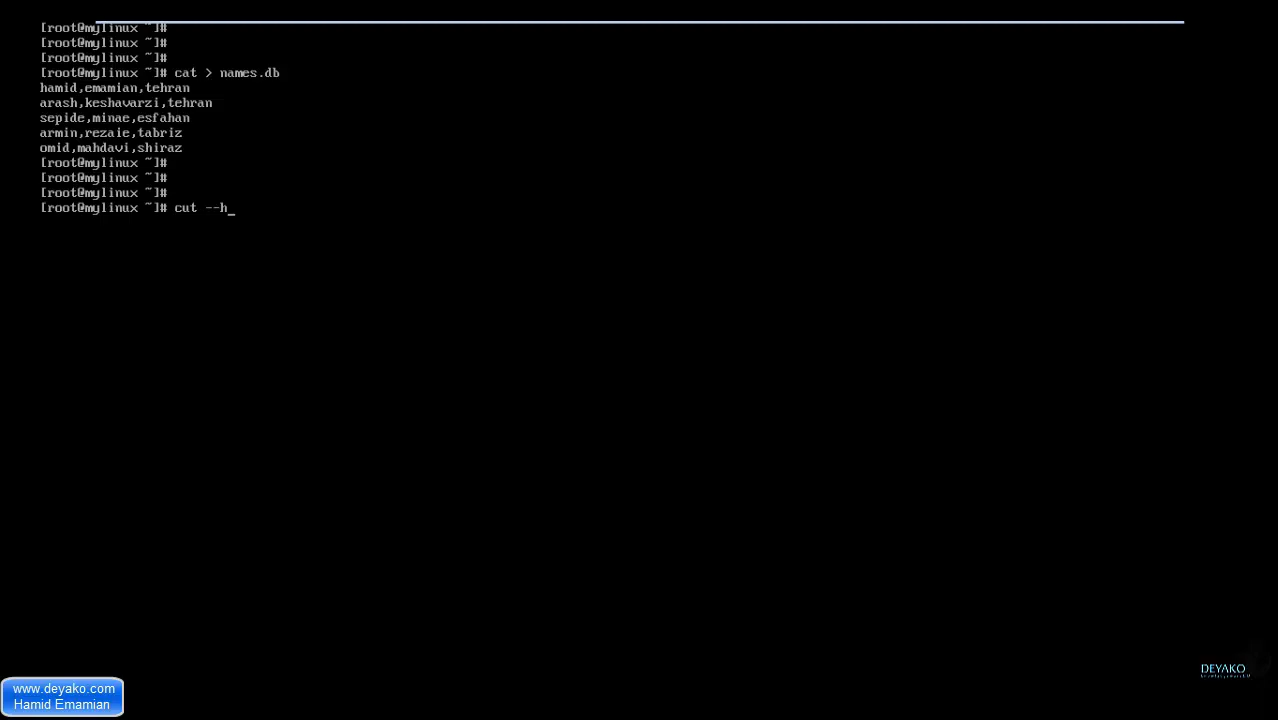 [root@mylinux ~]#
[root@mylinux ~]#
[root@mylinux ~]#
[root@mylinux ~]# cat > names.db
hamid,emamian,tehran
arash,keshavarzi,tehran
sepide,minae,esfahan
armin,rezaie,tabriz
omid,mahdavi,shiraz
[root@mylinux ~]#
[root@mylinux ~]#
[root@mylinux ~]#
[root@mylinux ~]# cut --h_
DEYAKO
www.deyako.com
Hamid Emamian